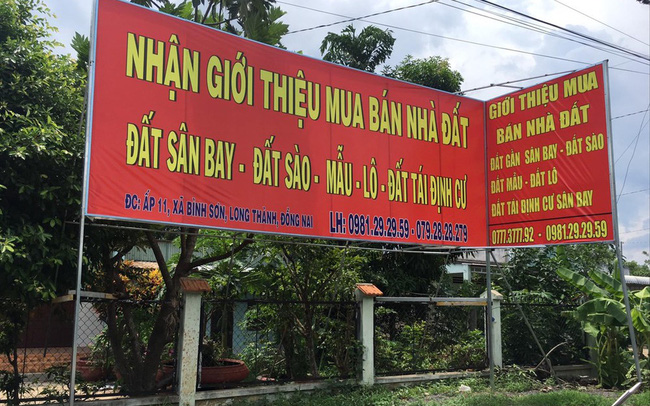 NHẬN GIỚI THIỆU MUA BÁN NHÀ ĐẤT
ĐẤT SÂN BAY - ĐẤT SÀO - MẪU - LÔ - ĐẤT TÁI ĐỊNH CƯ
ĐC: ẤP 11, XÃ BÌNH SƠN, LONG THÀNH, ĐỒNG NAI
LH: 0981.29.29.59 - 079.28.28.279
GIỚI THIỆU MUA
BÁN NHÀ ĐẤT
ĐẤT GẦN SÂN BAY - ĐẤT SÀO
ĐẤT MẪU - ĐẤT LÔ
ĐẤT TÁI ĐỊNH CƯ SÂN BAY
0777.3777.92 - 0981.29.29.59